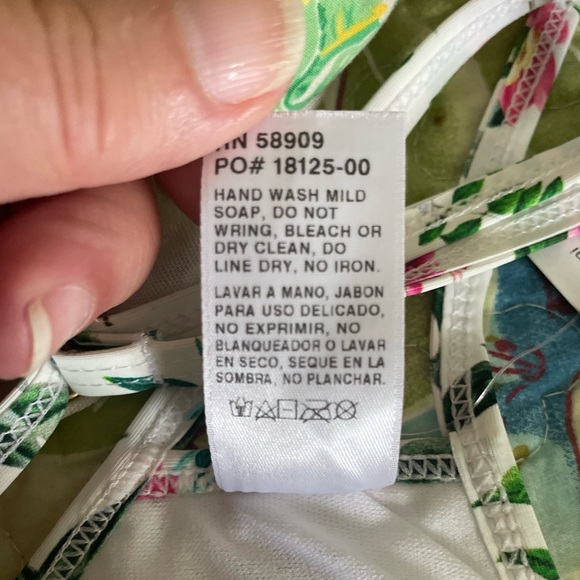 58909
PO# 18125-00
HAND WASH MILD
SOAP, DO NOT
WRING, BLEACH OR
DRY CLEAN, DO
LINE DRY, NO IRON.
LAVAR A MANO, JABON
PARA USO DELICADO,
NO EXPRIMIR, NO
BLANQUEADOR O LAVAR
EN SECO, SEQUE EN LA
SOMBRA, NO PLANCHAR.